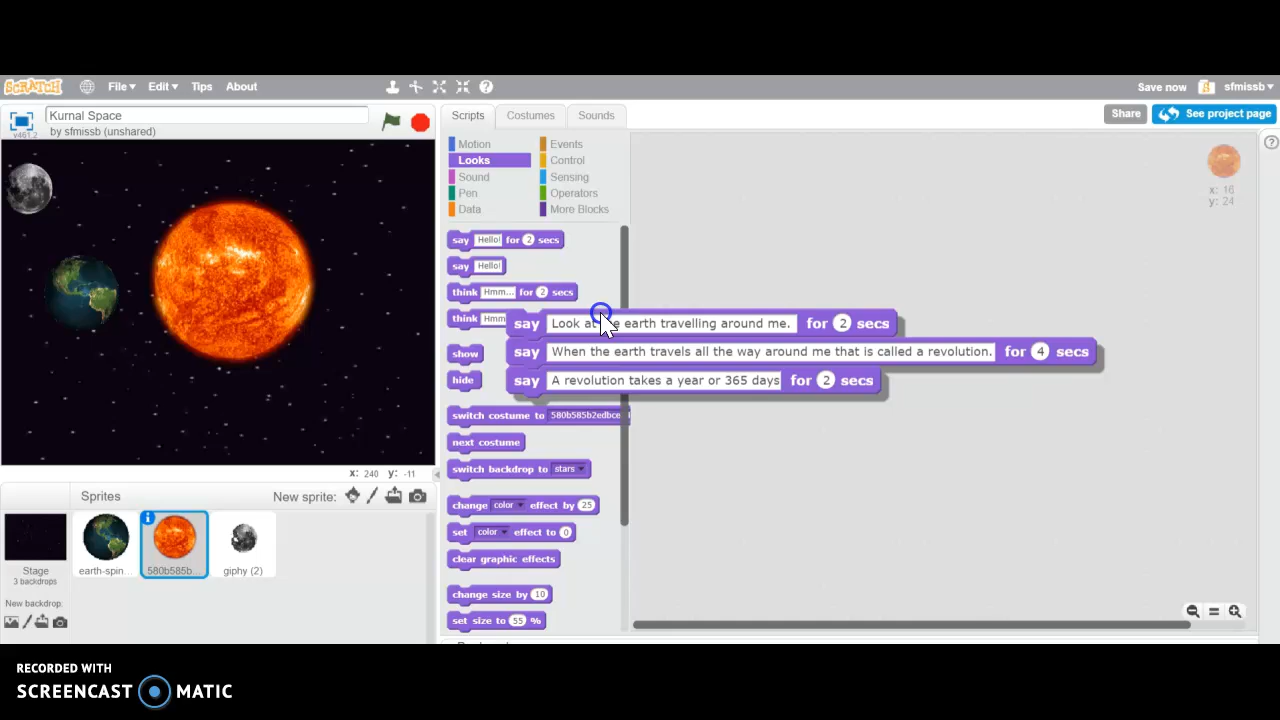 SCRATCH File▼ Edit▼ Tips About Save now sfmissb▼
Kurnal Space
by sfmissb (unshared)
v461.2
Scripts Costumes Sounds
Share See project page
Motion Events
Looks Control
Sound Sensing
Pen Operators
Data More Blocks
x: 16
y: 24
say Hello! for 2 secs
say Hello!
think Hmm... for 2 secs
think Hmm
say Look at e earth travelling around me. for 2 secs
say When the earth travels all the way around me that is called a revolution. for 4 secs
say A revolution takes a year or 365 days for 2 secs
show
hide
switch costume to 580b585b2edbce
next costume
switch backdrop to stars
change color effect by 25
set color effect to 0
clear graphic effects
change size by 10
set size to 55 %
x: 240 y: -11
Sprites New sprite:
Stage
3 backdrops
New backdrop:
earth-spin...
580b585b...
giphy (2)
RECORDED WITH
SCREENCAST MATIC